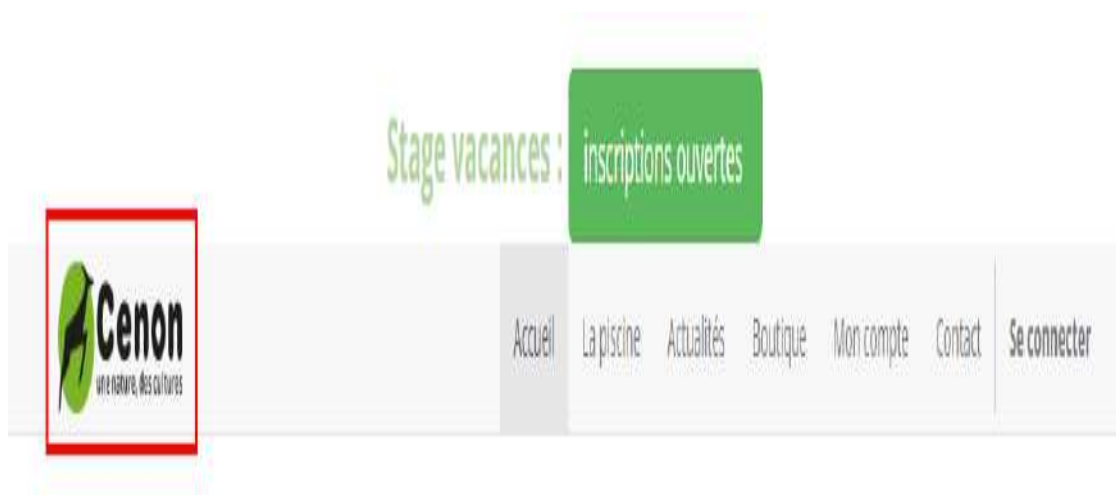 Stage vacances : inscriptions ouvertes
Cenon
une nature, des cultures
Accueil La piscine Actualités Boutique Mon compte Contact Se connecter